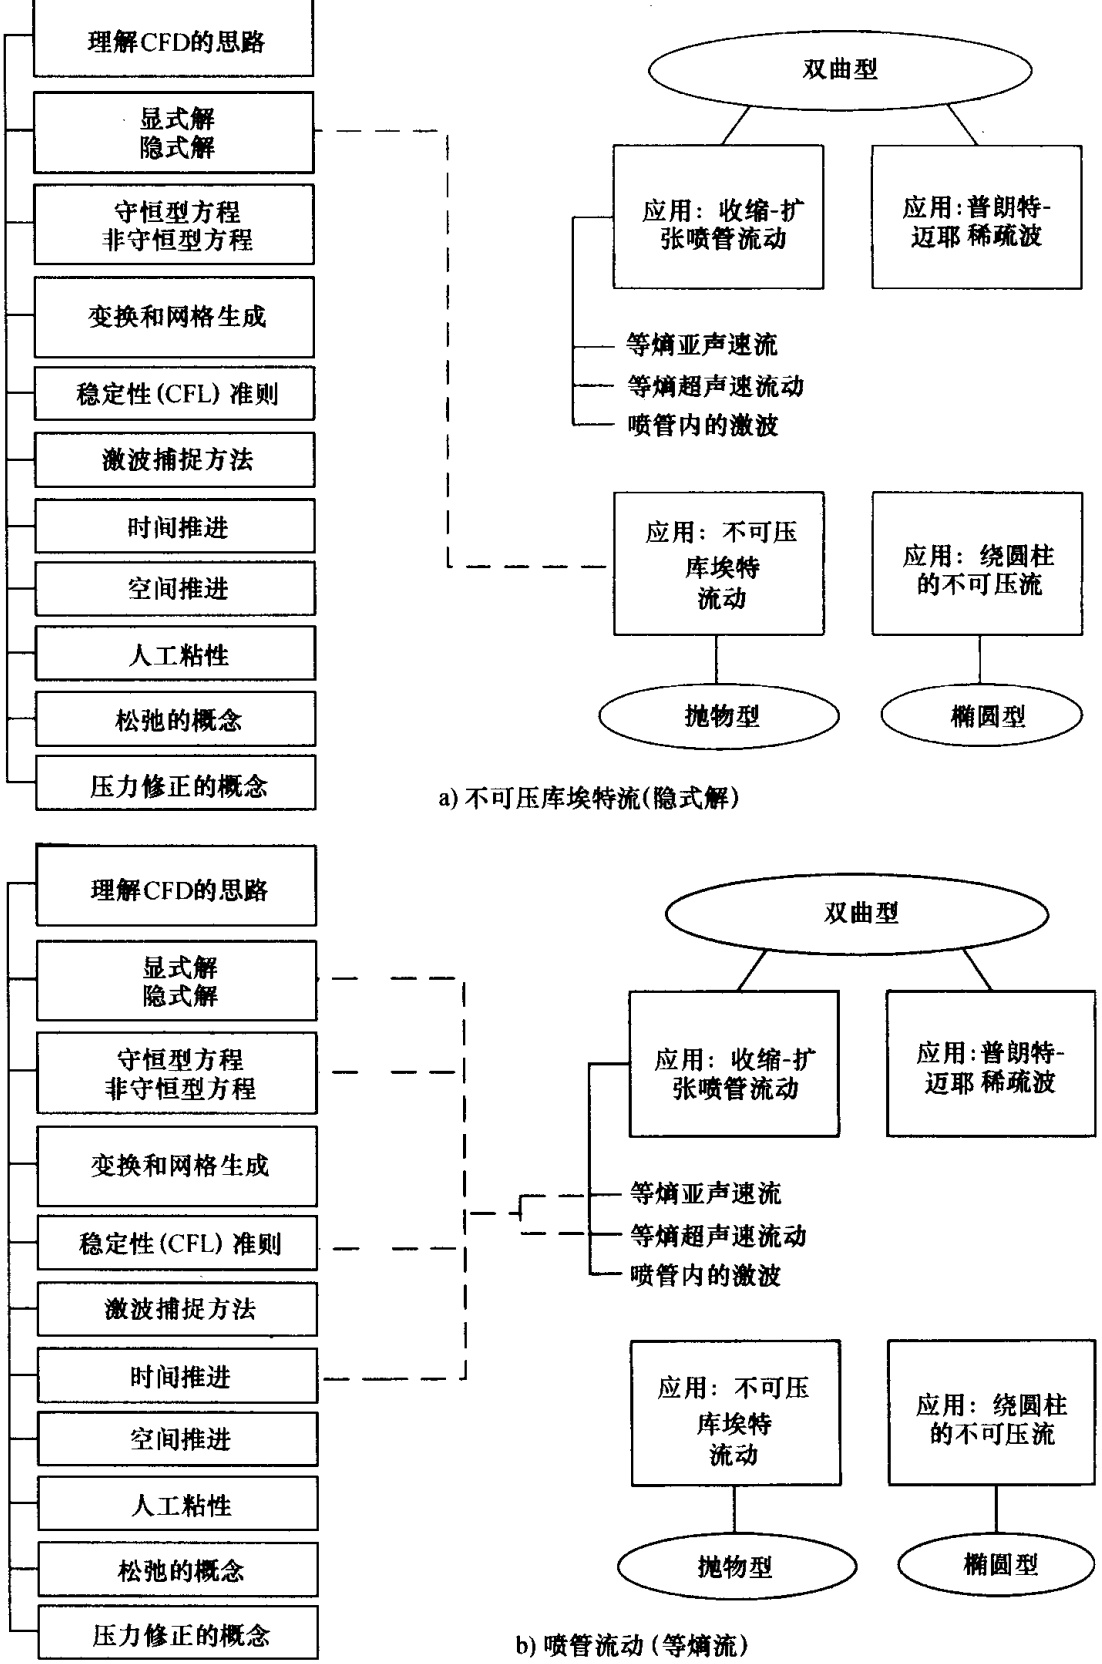 理解CFD的思路
显式解
隐式解
守恒型方程
非守恒型方程
变换和网格生成
稳定性(CFL) 准则
激波捕捉方法
时间推进
空间推进
人工粘性
松弛的概念
压力修正的概念
双曲型
应用: 收缩-扩
张喷管流动
应用:普朗特-
迈耶 稀疏波
等熵亚声速流
等熵超声速流动
喷管内的激波
应用: 不可压
库埃特
流动
应用: 绕圆柱
的不可压流
抛物型
椭圆型
a) 不可压库埃特流(隐式解)
理解CFD的思路
显式解
隐式解
守恒型方程
非守恒型方程
变换和网格生成
稳定性(CFL) 准则
激波捕捉方法
时间推进
空间推进
人工粘性
松弛的概念
压力修正的概念
双曲型
应用: 收缩-扩
张喷管流动
应用:普朗特-
迈耶 稀疏波
等熵亚声速流
等熵超声速流动
喷管内的激波
应用: 不可压
库埃特
流动
应用: 绕圆柱
的不可压流
抛物型
椭圆型
b) 喷管流动 (等熵流)